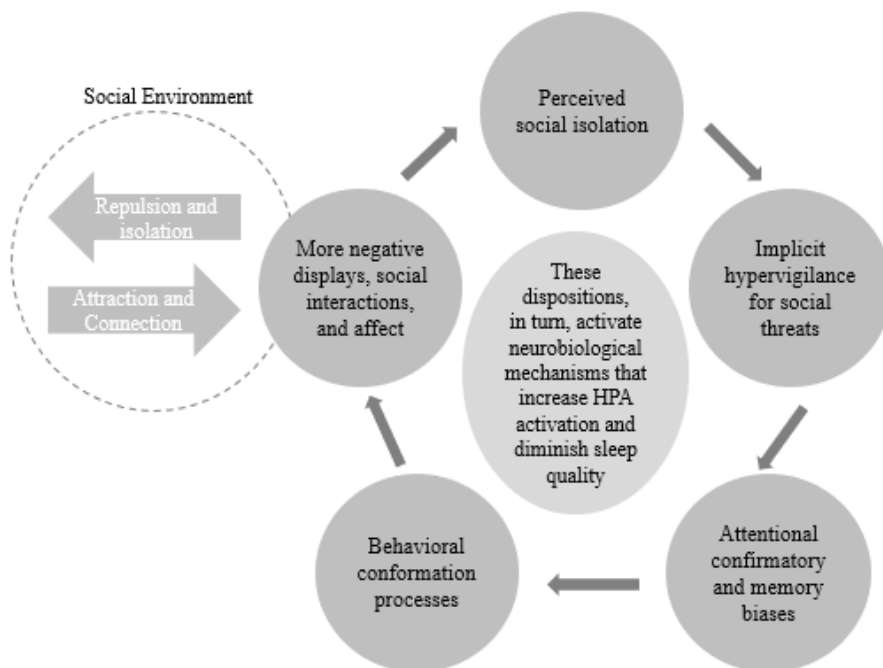 Social Environment
Repulsion and
isolation
Attraction and
Connection
More negative
displays, social
interactions,
and affect
Perceived
social isolation
Implicit
hypervigilance
for social
threats
These
dispositions,
in turn, activate
neurobiological
mechanisms that
increase HPA
activation and
diminish sleep
quality
Attentional
confirmatory
and memory
biases
Behavioral
conformation
processes